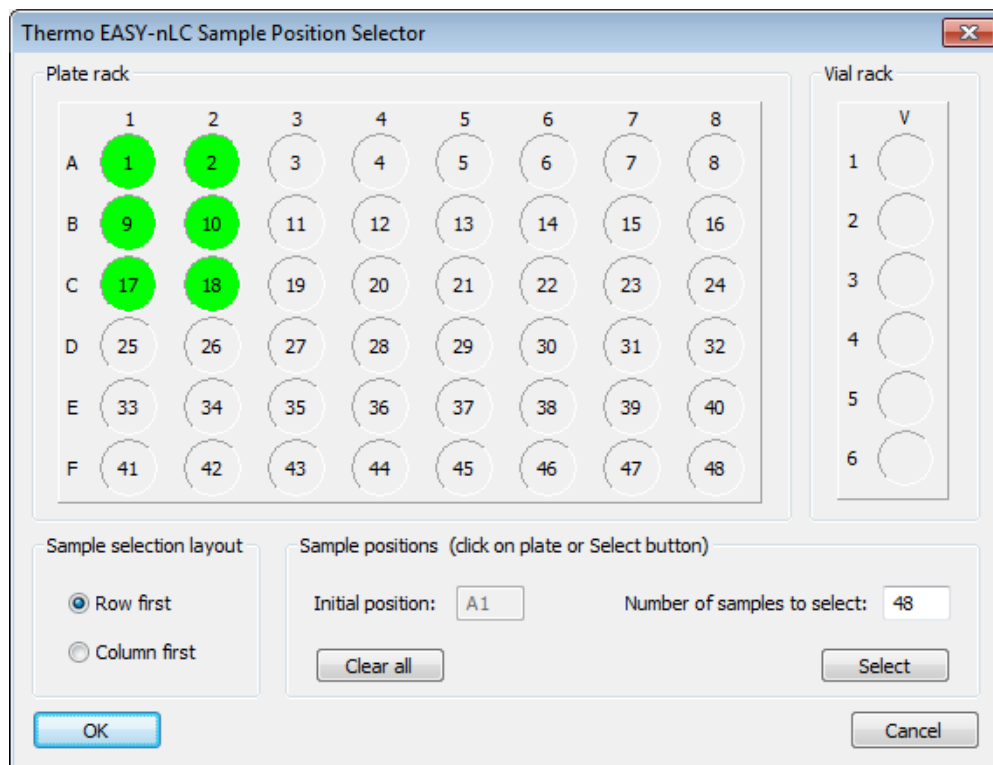 Thermo EASY-nLC Sample Position Selector
Plate rack
Vial rack
1 2 3 4 5 6 7 8
V
A 1 2 3 4 5 6 7 8
1
B 9 10 11 12 13 14 15 16
2
C 17 18 19 20 21 22 23 24
3
D 25 26 27 28 29 30 31 32
4
E 33 34 35 36 37 38 39 40
5
F 41 42 43 44 45 46 47 48
6
Sample selection layout
Row first
Column first
Sample positions (click on plate or Select button)
Initial position: A1
Number of samples to select: 48
Clear all
Select
OK
Cancel